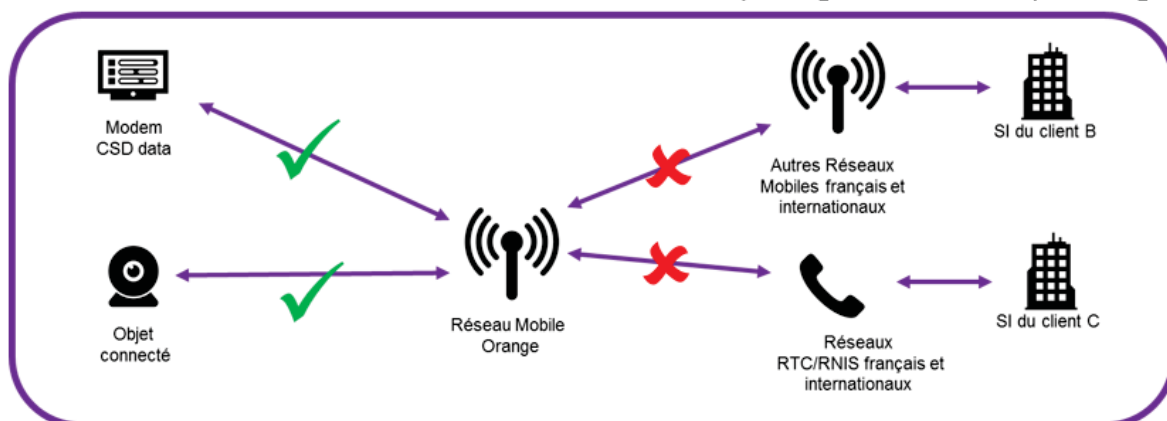 Modem
CSD data
Objet
connecté
Réseau Mobile
Orange
Autres Réseaux
Mobiles français et
internationaux
SI du client B
Réseaux
RTC/RNIS français et
internationaux
SI du client C